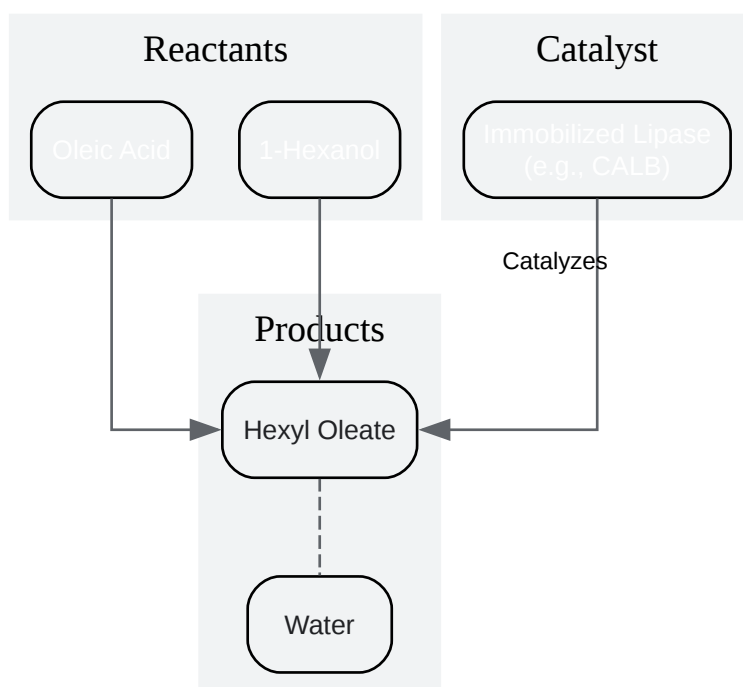 Reactants
Catalyst
Oleic Acid
1-Hexanol
Immobilized Lipase
(e.g., CALB)
Catalyzes
Products
Hexyl Oleate
Water